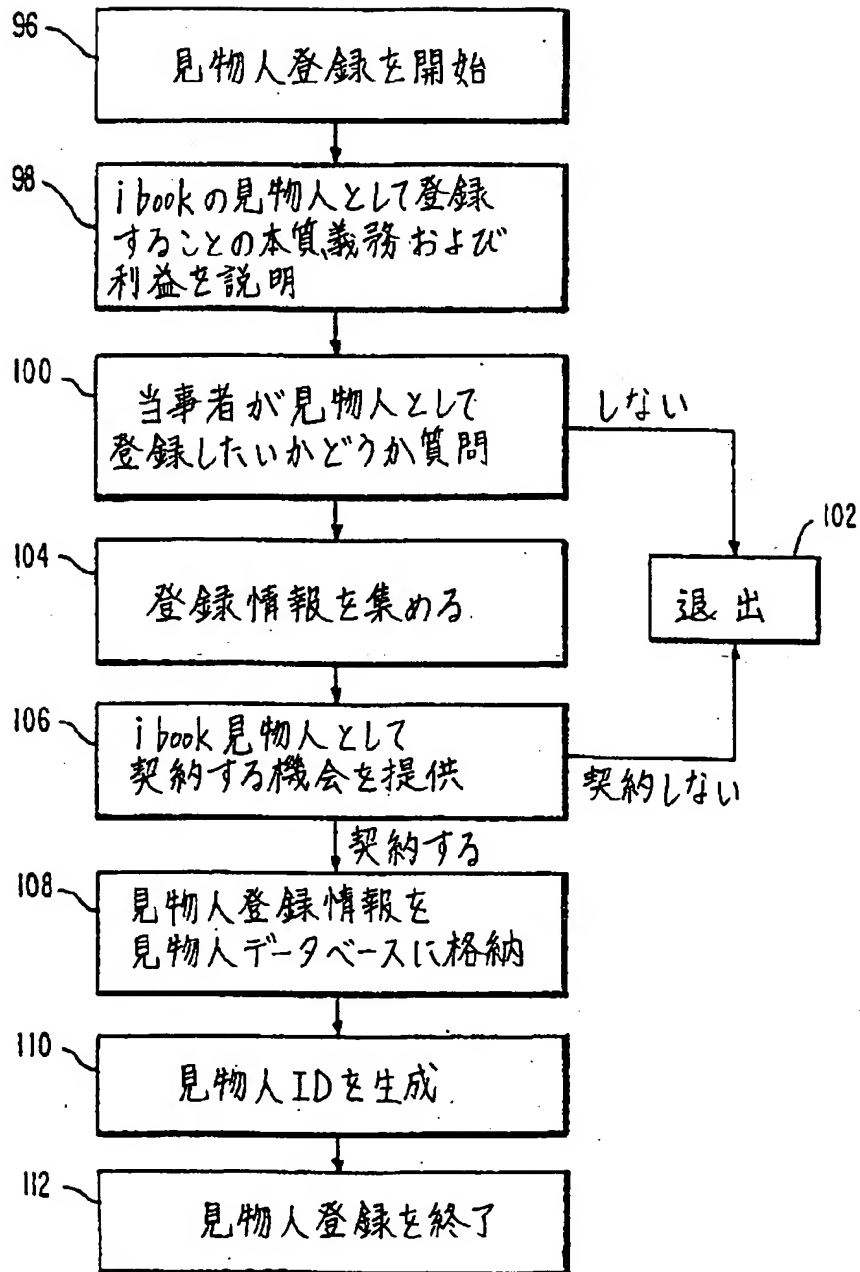 96
見物人登録を開始
98
ibookの見物人として登録
することの本質、義務および
利益を説明
100
当事者が見物人として
登録したいかどうか質問
しない
102
退出
104
登録情報を集める
106
ibook見物人として
契約する機会を提供
契約しない
契約する
108
見物人登録情報を
見物人データベースに格納
110
見物人IDを生成
112
見物人登録を終了